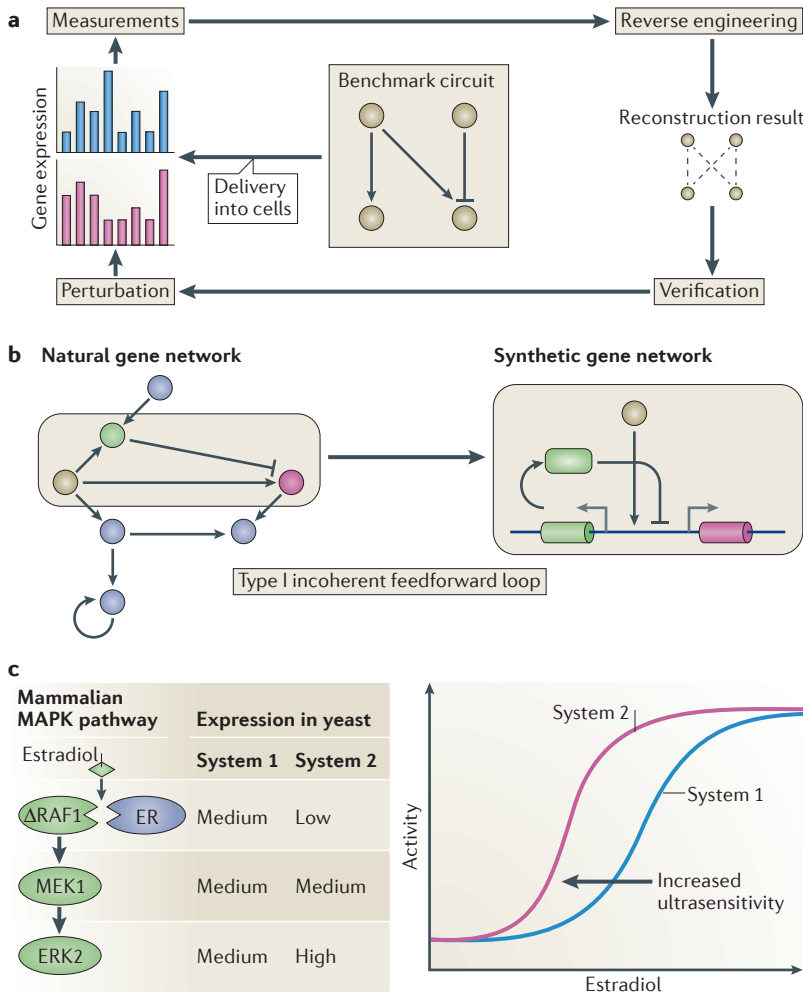 a
Measurements
Reverse engineering
Gene expression
Benchmark circuit
Delivery
into cells
Reconstruction result
Perturbation
Verification
b
Natural gene network
Synthetic gene network
Type I incoherent feedforward loop
c
Mammalian
MAPK pathway
Expression in yeast
Estradiol
System 1
System 2
ΔRAF1
ER
Medium
Low
MEK1
Medium
Medium
ERK2
Medium
High
Activity
System 2
System 1
Increased
ultrasensitivity
Estradiol